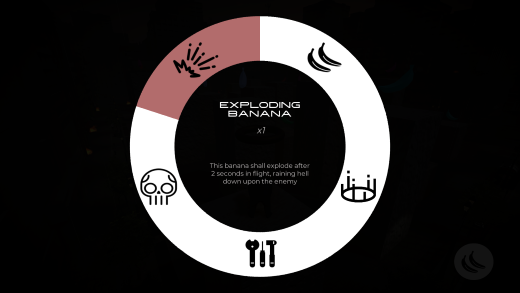 EXPLODING
BANANA
x1
This banana shall explode after
2 seconds in flight, raining hell
down upon the enemy